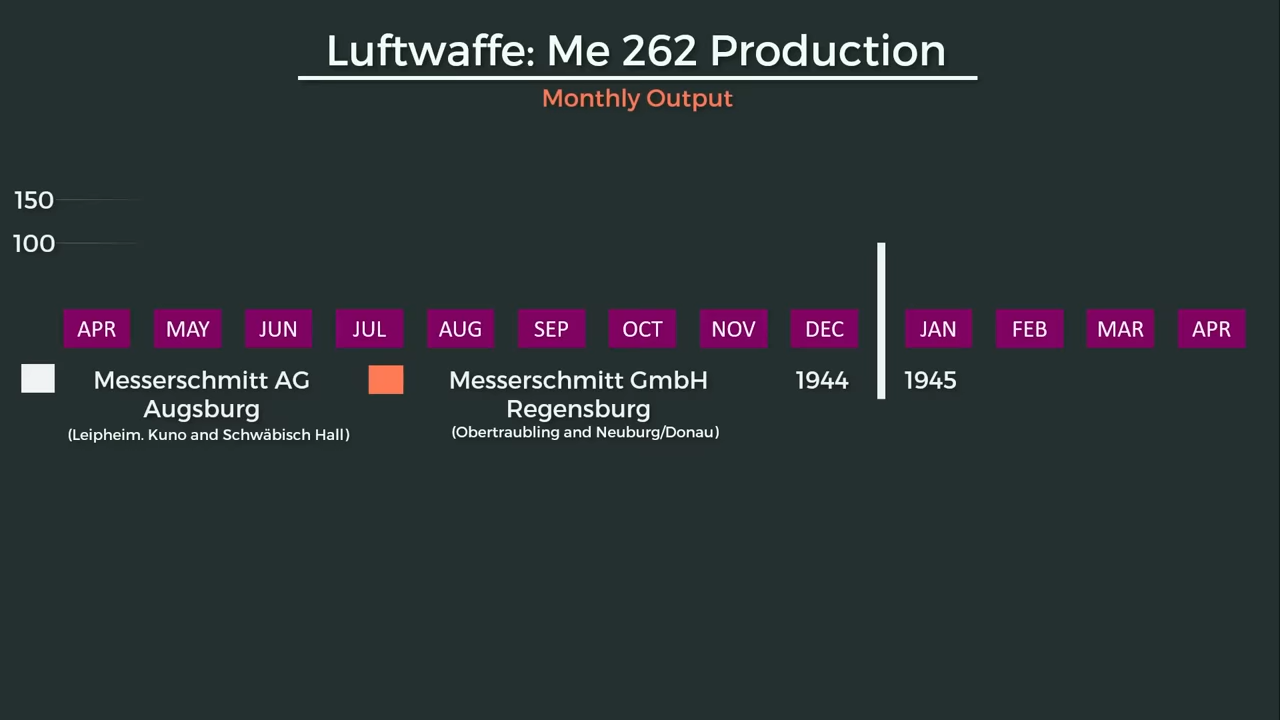 Luftwaffe: Me 262 Production
Monthly Output
150
100
APR MAY JUN JUL AUG SEP OCT NOV DEC JAN FEB MAR APR
1944 1945
Messerschmitt AG
Augsburg
(Leipheim. Kuno and Schwäbisch Hall)
Messerschmitt GmbH
Regensburg
(Obertraubling and Neuburg/Donau)